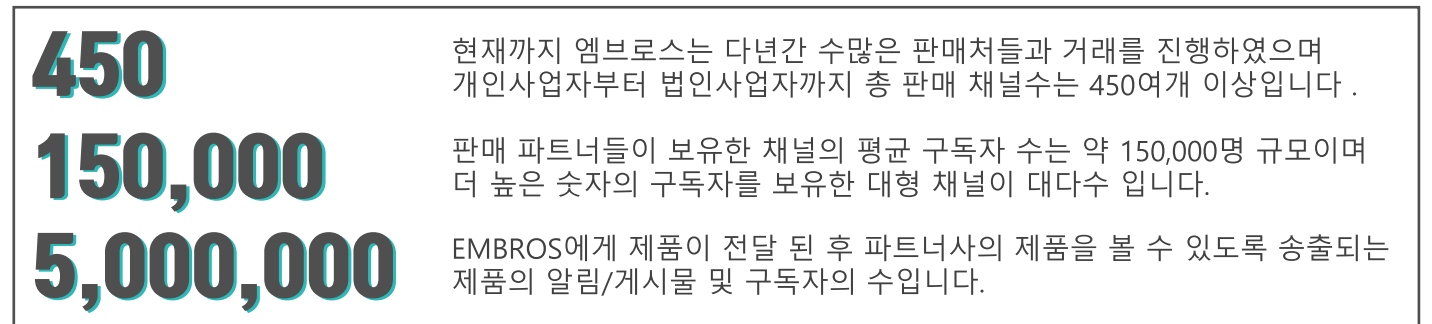 450
현재까지 엠브로스는 다년간 수많은 판매처들과 거래를 진행하였으며
개인사업자부터 법인사업자까지 총 판매 채널수는 450여개 이상입니다 .
150,000
판매 파트너들이 보유한 채널의 평균 구독자 수는 약 150,000명 규모이며
더 높은 숫자의 구독자를 보유한 대형 채널이 대다수 입니다.
5,000,000
EMBROS에게 제품이 전달 된 후 파트너사의 제품을 볼 수 있도록 송출되는
제품의 알림/게시물 및 구독자의 수입니다.